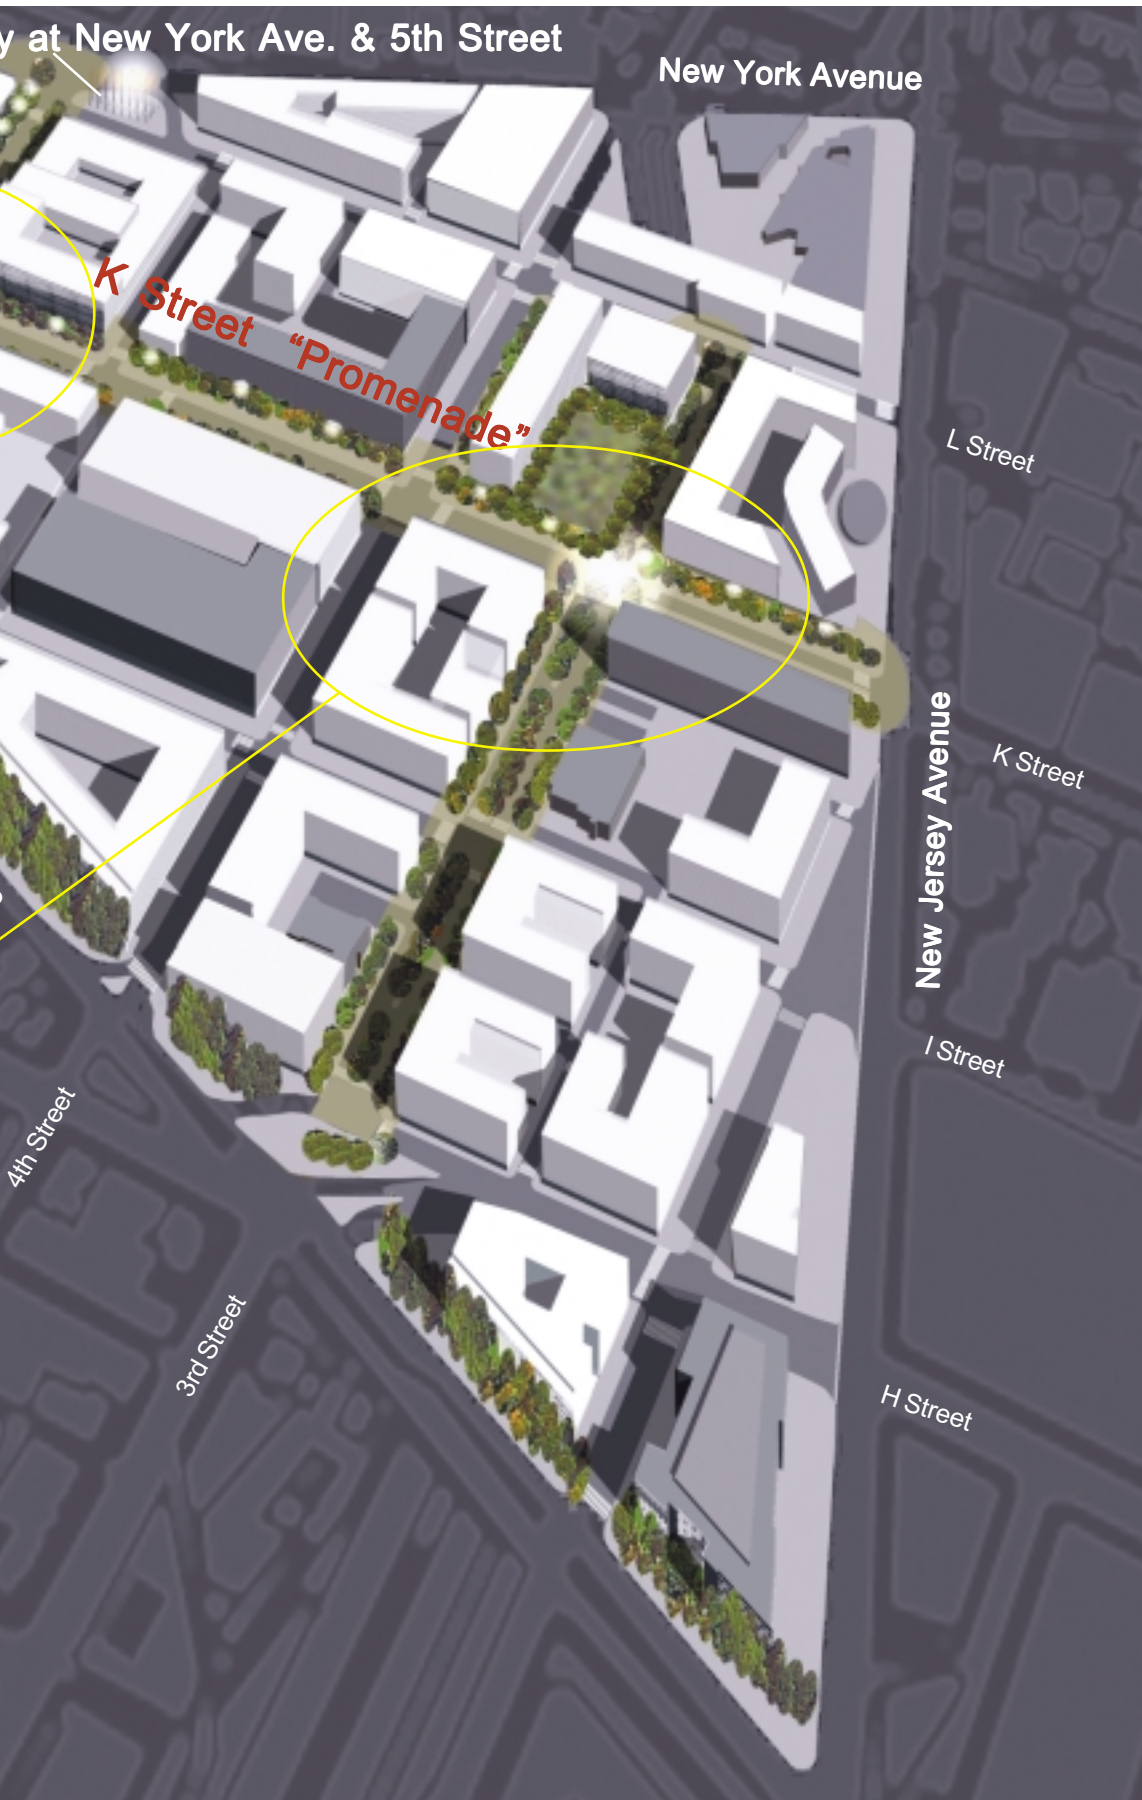 y at New York Ave. & 5th Street
New York Avenue
K Street "Promenade"
L Street
K Street
New Jersey Avenue
I Street
4th Street
3rd Street
H Street